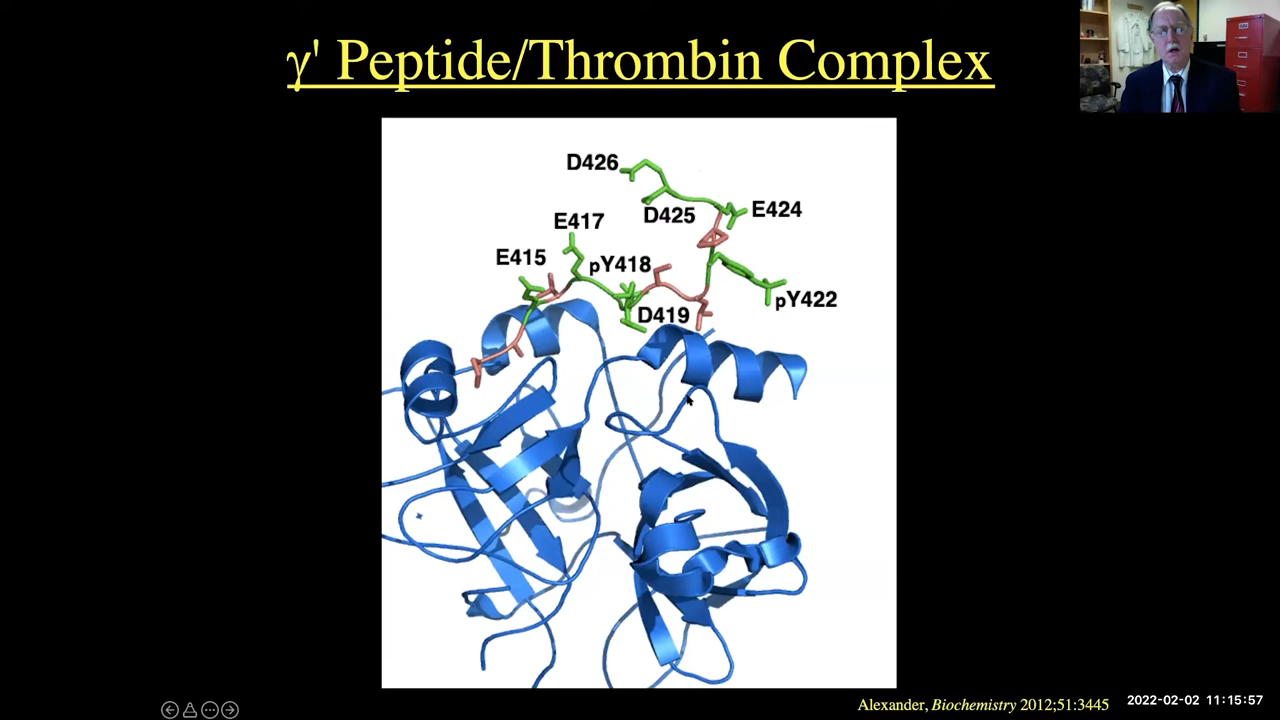 γ' Peptide/Thrombin Complex
D426
D425
E424
E417
E415
pY418
D419
pY422
Alexander, Biochemistry 2012;51:3445
2022-02-02 11:15:57